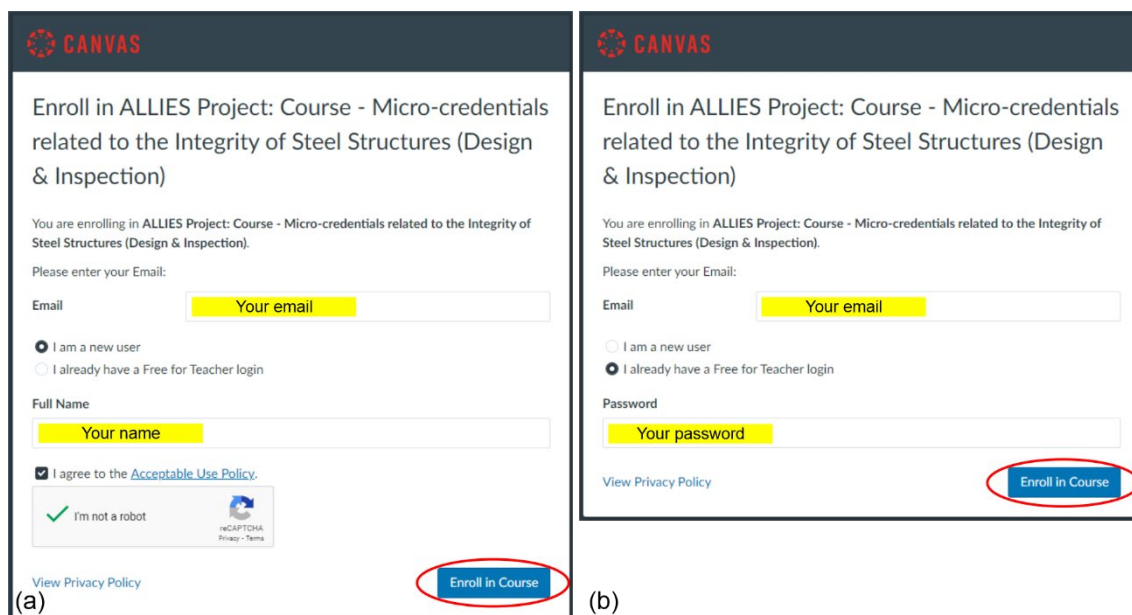 CANVAS
Enroll in ALLIES Project: Course - Micro-credentials
related to the Integrity of Steel Structures (Design
& Inspection)
You are enrolling in ALLIES Project: Course - Micro-credentials related to the Integrity of
Steel Structures (Design & Inspection).
Please enter your Email:
Email
Your email
I am a new user
I already have a Free for Teacher login
Full Name
Your name
I agree to the Acceptable Use Policy.
I'm not a robot
reCAPTCHA
Privacy - Terms
View Privacy Policy
Enroll in Course
(a)
CANVAS
Enroll in ALLIES Project: Course - Micro-credentials
related to the Integrity of Steel Structures (Design
& Inspection)
You are enrolling in ALLIES Project: Course - Micro-credentials related to the Integrity of
Steel Structures (Design & Inspection).
Please enter your Email:
Email
Your email
I am a new user
I already have a Free for Teacher login
Password
Your password
View Privacy Policy
Enroll in Course
(b)